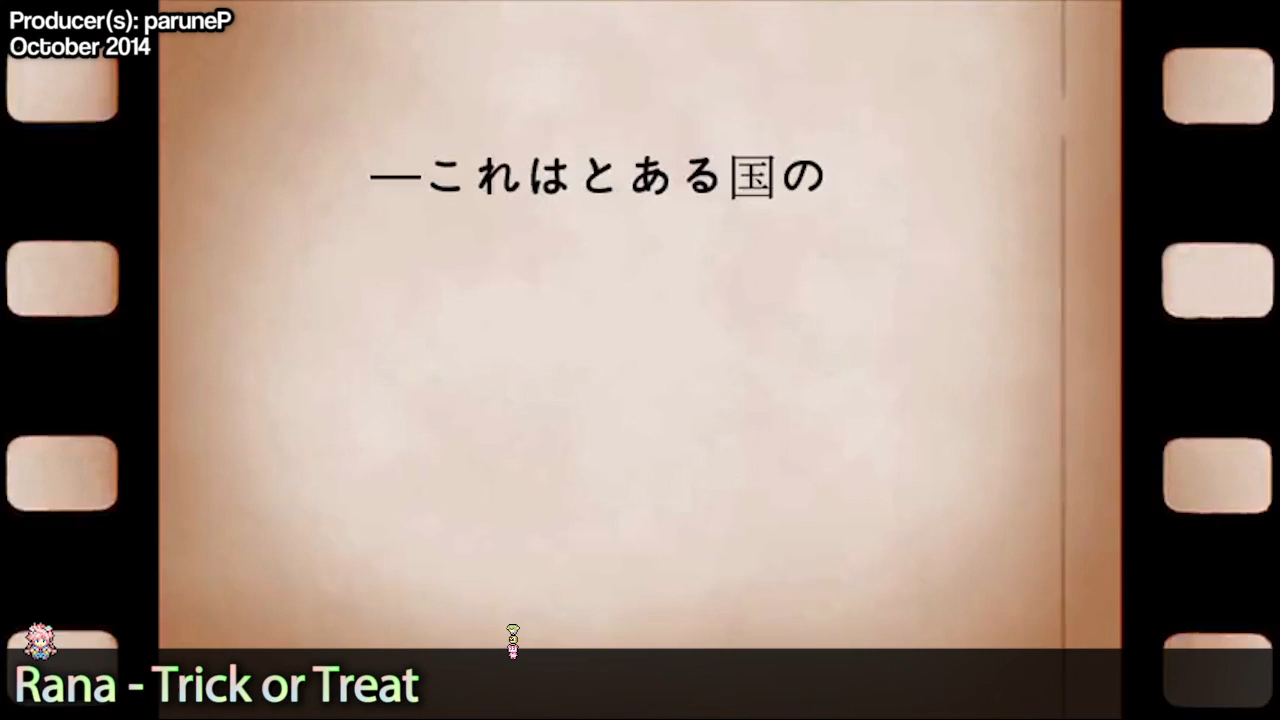 Producer(s): paruneP
October 2014
―これはとある国の
Rana - Trick or Treat